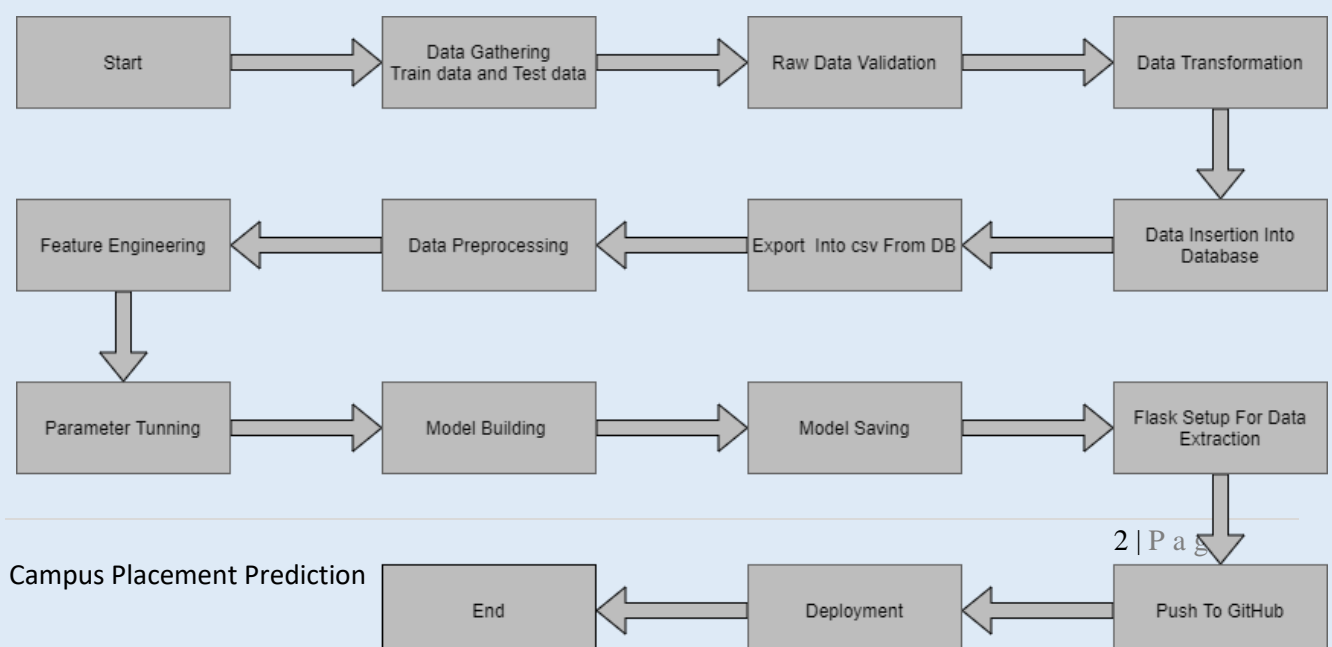 Start
Data Gathering
Train data and Test data
Raw Data Validation
Data Transformation
Data Insertion Into
Database
Export Into csv From DB
Data Preprocessing
Feature Engineering
Parameter Tunning
Model Building
Model Saving
Flask Setup For Data
Extraction
2 | P a g
Campus Placement Prediction
Push To GitHub
Deployment
End